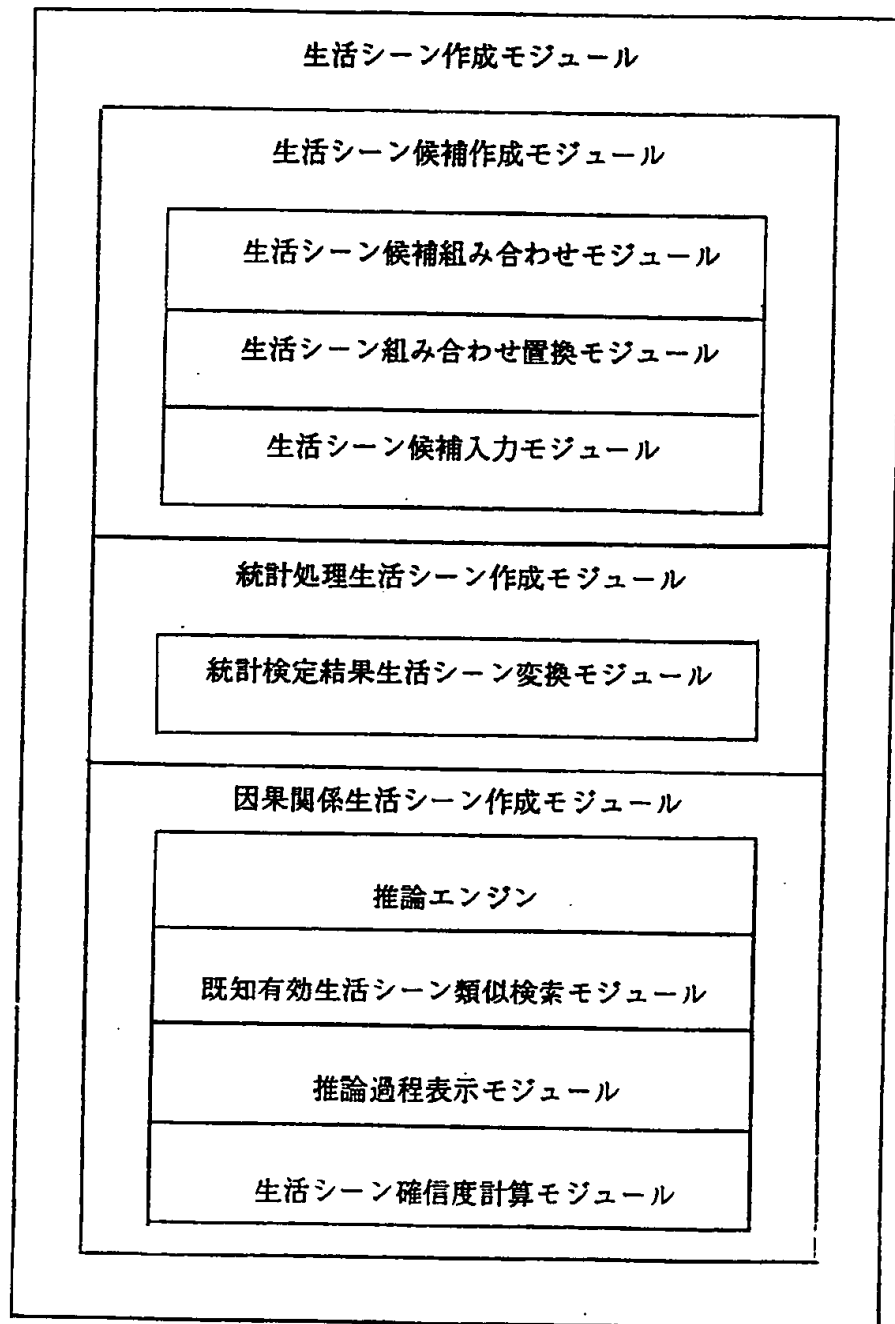 生活シーン作成モジュール
生活シーン候補作成モジュール
生活シーン候補組み合わせモジュール
生活シーン組み合わせ置換モジュール
生活シーン候補入力モジュール
統計処理生活シーン作成モジュール
統計検定結果生活シーン変換モジュール
因果関係生活シーン作成モジュール
推論エンジン
既知有効生活シーン類似検索モジュール
推論過程表示モジュール
生活シーン確信度計算モジュール